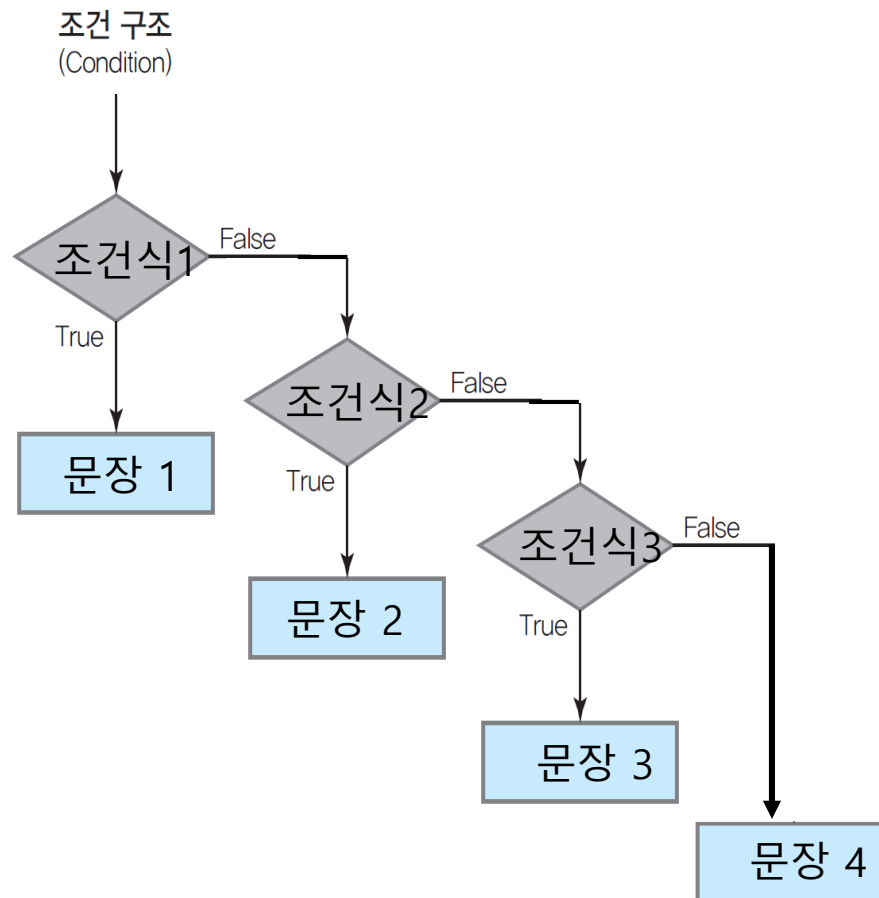 조건 구조
(Condition)
조건식1
False
True
조건식2
False
문장 1
True
조건식3
False
문장 2
True
문장 3
문장 4